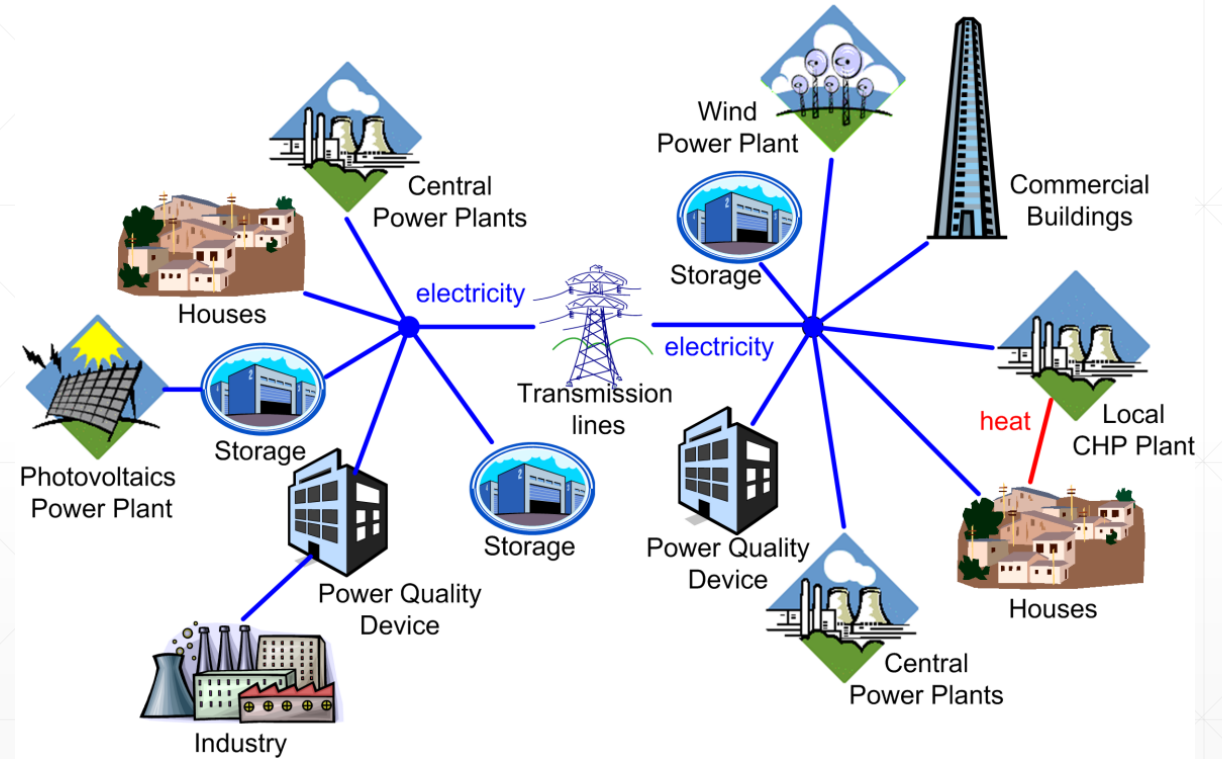 Wind
Power Plant
Central
Power Plants
Commercial
Buildings
Storage
Houses
electricity
electricity
Transmission
lines
Local
CHP Plant
heat
Storage
Photovoltaics
Power Plant
Storage
Power Quality
Device
Power Quality
Device
Houses
Central
Power Plants
Industry